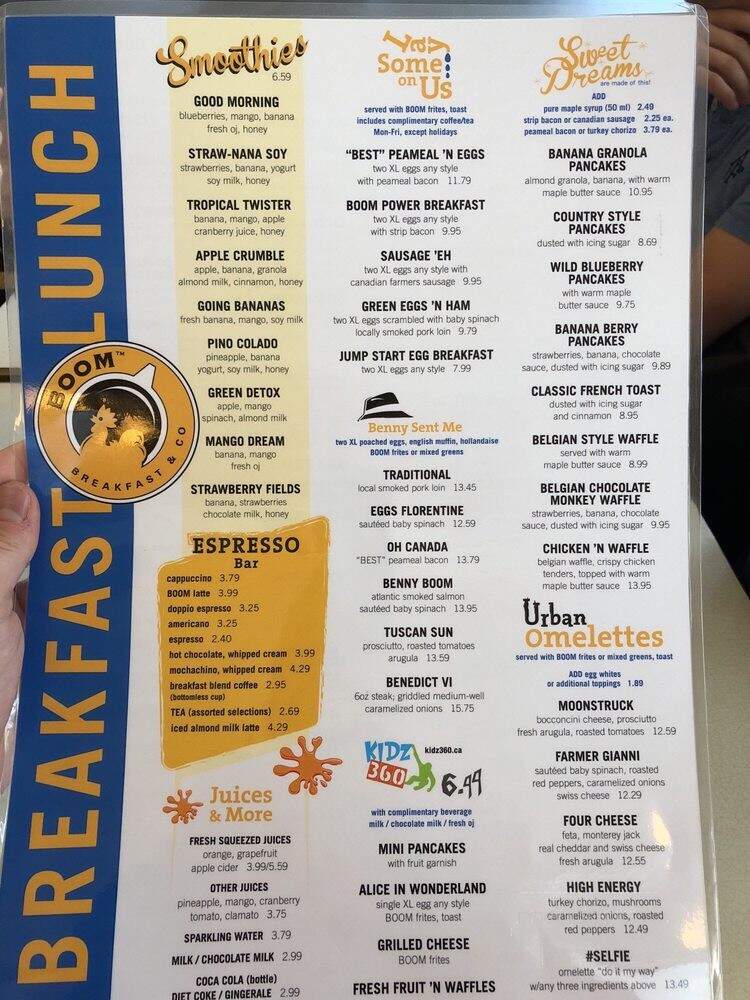 BREAKFAST LUNCH
BOOM™
BREAKFAST & CO
Smoothies
6.59
GOOD MORNING
blueberries, mango, banana
fresh oj, honey
STRAW-NANA SOY
strawberries, banana, yogurt
soy milk, honey
TROPICAL TWISTER
banana, mango, apple
cranberry juice, honey
APPLE CRUMBLE
apple, banana, granola
almond milk, cinnamon, honey
GOING BANANAS
fresh banana, mango, soy milk
PINO COLADO
pineapple, banana
yogurt, soy milk, honey
GREEN DETOX
apple, mango
spinach, almond milk
MANGO DREAM
banana, mango
fresh oj
STRAWBERRY FIELDS
banana, strawberries
chocolate milk, honey
ESPRESSO
Bar
cappuccino 3.79
BOOM latte 3.99
doppio espresso 3.25
americano 3.25
espresso 2.40
hot chocolate, whipped cream 3.99
mochachino, whipped cream 4.29
breakfast blend coffee 2.95
(bottomless cup)
TEA (assorted selections) 2.69
iced almond milk latte 4.29
Juices
& More
FRESH SQUEEZED JUICES
orange, grapefruit
apple cider 3.99/5.59
OTHER JUICES
pineapple, mango, cranberry
tomato, clamato 3.75
SPARKLING WATER 3.79
MILK / CHOCOLATE MILK 2.99
COCA COLA (bottle)
DIET COKE / GINGERALE 2.99
Lay
Some
on
Us
served with BOOM frites, toast
includes complimentary coffee/tea
Mon-Fri, except holidays
“BEST” PEAMEAL ’N EGGS
two XL eggs any style
with peameal bacon 11.79
BOOM POWER BREAKFAST
two XL eggs any style
with strip bacon 9.95
SAUSAGE ’EH
two XL eggs any style with
canadian farmers sausage 9.95
GREEN EGGS ’N HAM
two XL eggs scrambled with baby spinach
locally smoked pork loin 9.79
JUMP START EGG BREAKFAST
two XL eggs any style 7.99
Benny Sent Me
two XL poached eggs, english muffin, hollandaise
BOOM frites or mixed greens
TRADITIONAL
local smoked pork loin 13.45
EGGS FLORENTINE
sautéed baby spinach 12.59
OH CANADA
“BEST” peameal bacon 13.79
BENNY BOOM
atlantic smoked salmon
sautéed baby spinach 13.95
TUSCAN SUN
prosciutto, roasted tomatoes
arugula 13.59
BENEDICT VI
6oz steak; griddled medium-well
caramelized onions 15.75
KIDZ
360
kidz360.ca
6.49
with complimentary beverage
milk / chocolate milk / fresh oj
MINI PANCAKES
with fruit garnish
ALICE IN WONDERLAND
single XL egg any style
BOOM frites, toast
GRILLED CHEESE
BOOM frites
FRESH FRUIT ’N WAFFLES
Sweet
Dreams
are made of this!
ADD
pure maple syrup (50 ml) 2.49
strip bacon or canadian sausage 2.25 ea.
peameal bacon or turkey chorizo 3.79 ea.
BANANA GRANOLA
PANCAKES
almond granola, banana, with warm
maple butter sauce 10.95
COUNTRY STYLE
PANCAKES
dusted with icing sugar 8.69
WILD BLUEBERRY
PANCAKES
with warm maple
butter sauce 9.75
BANANA BERRY
PANCAKES
strawberries, banana, chocolate
sauce, dusted with icing sugar 9.89
CLASSIC FRENCH TOAST
dusted with icing sugar
and cinnamon 8.95
BELGIAN STYLE WAFFLE
served with warm
maple butter sauce 8.99
BELGIAN CHOCOLATE
MONKEY WAFFLE
strawberries, banana, chocolate
sauce, dusted with icing sugar 9.95
CHICKEN ’N WAFFLE
belgian waffle, crispy chicken
tenders, topped with warm
maple butter sauce 13.95
Urban
Omelettes
served with BOOM frites or mixed greens, toast
ADD egg whites
or additional toppings 1.89
MOONSTRUCK
bocconcini cheese, prosciutto
fresh arugula, roasted tomatoes 12.59
FARMER GIANNI
sautéed baby spinach, roasted
red peppers, caramelized onions
swiss cheese 12.29
FOUR CHEESE
feta, monterey jack
real cheddar and swiss cheese
fresh arugula 12.55
HIGH ENERGY
turkey chorizo, mushrooms
caramelized onions, roasted
red peppers 12.49
#SELFIE
omelette “do it my way”
w/any three ingredients above 13.49